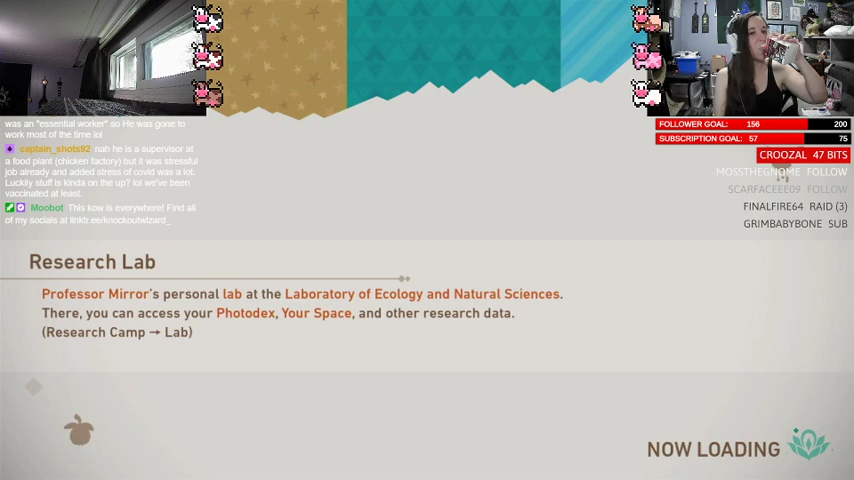 was an "essential worker" so He was gone to
work most of the time lol
captain_shots92 nah he is a supervisor at
a food plant (chicken factory) but it was stressful
job already and added stress of covid was a lot.
Luckily stuff is kinda on the up? lol we've been
vaccinated at least.
Moobot: This kow is everywhere! Find all
of my socials at linktr.ee/knockoutwizard_
FOLLOWER GOAL: 156 200
SUBSCRIPTION GOAL: 57 75
CROOZAL 47 BITS
MOSSTHEGNOME FOLLOW
SCARFACEEE09 FOLLOW
FINALFIRE64 RAID (3)
GRIMBABYBONE SUB
Research Lab
Professor Mirror's personal lab at the Laboratory of Ecology and Natural Sciences.
There, you can access your Photodex, Your Space, and other research data.
(Research Camp → Lab)
NOW LOADING